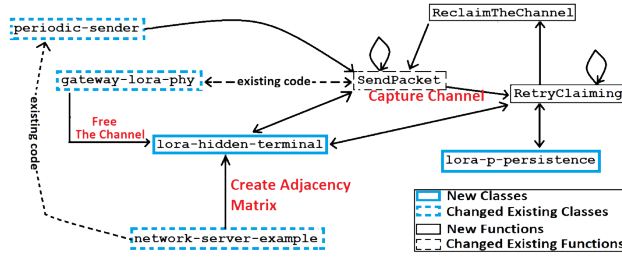 periodic-sender
ReclaimTheChannel
gateway-lora-phy
existing code
SendPacket
Capture Channel
RetryClaiming
existing code
Free
The Channel
lora-hidden-terminal
lora-p-persistence
Create Adjacency
Matrix
network-server-example
New Classes
Changed Existing Classes
New Functions
Changed Existing Functions